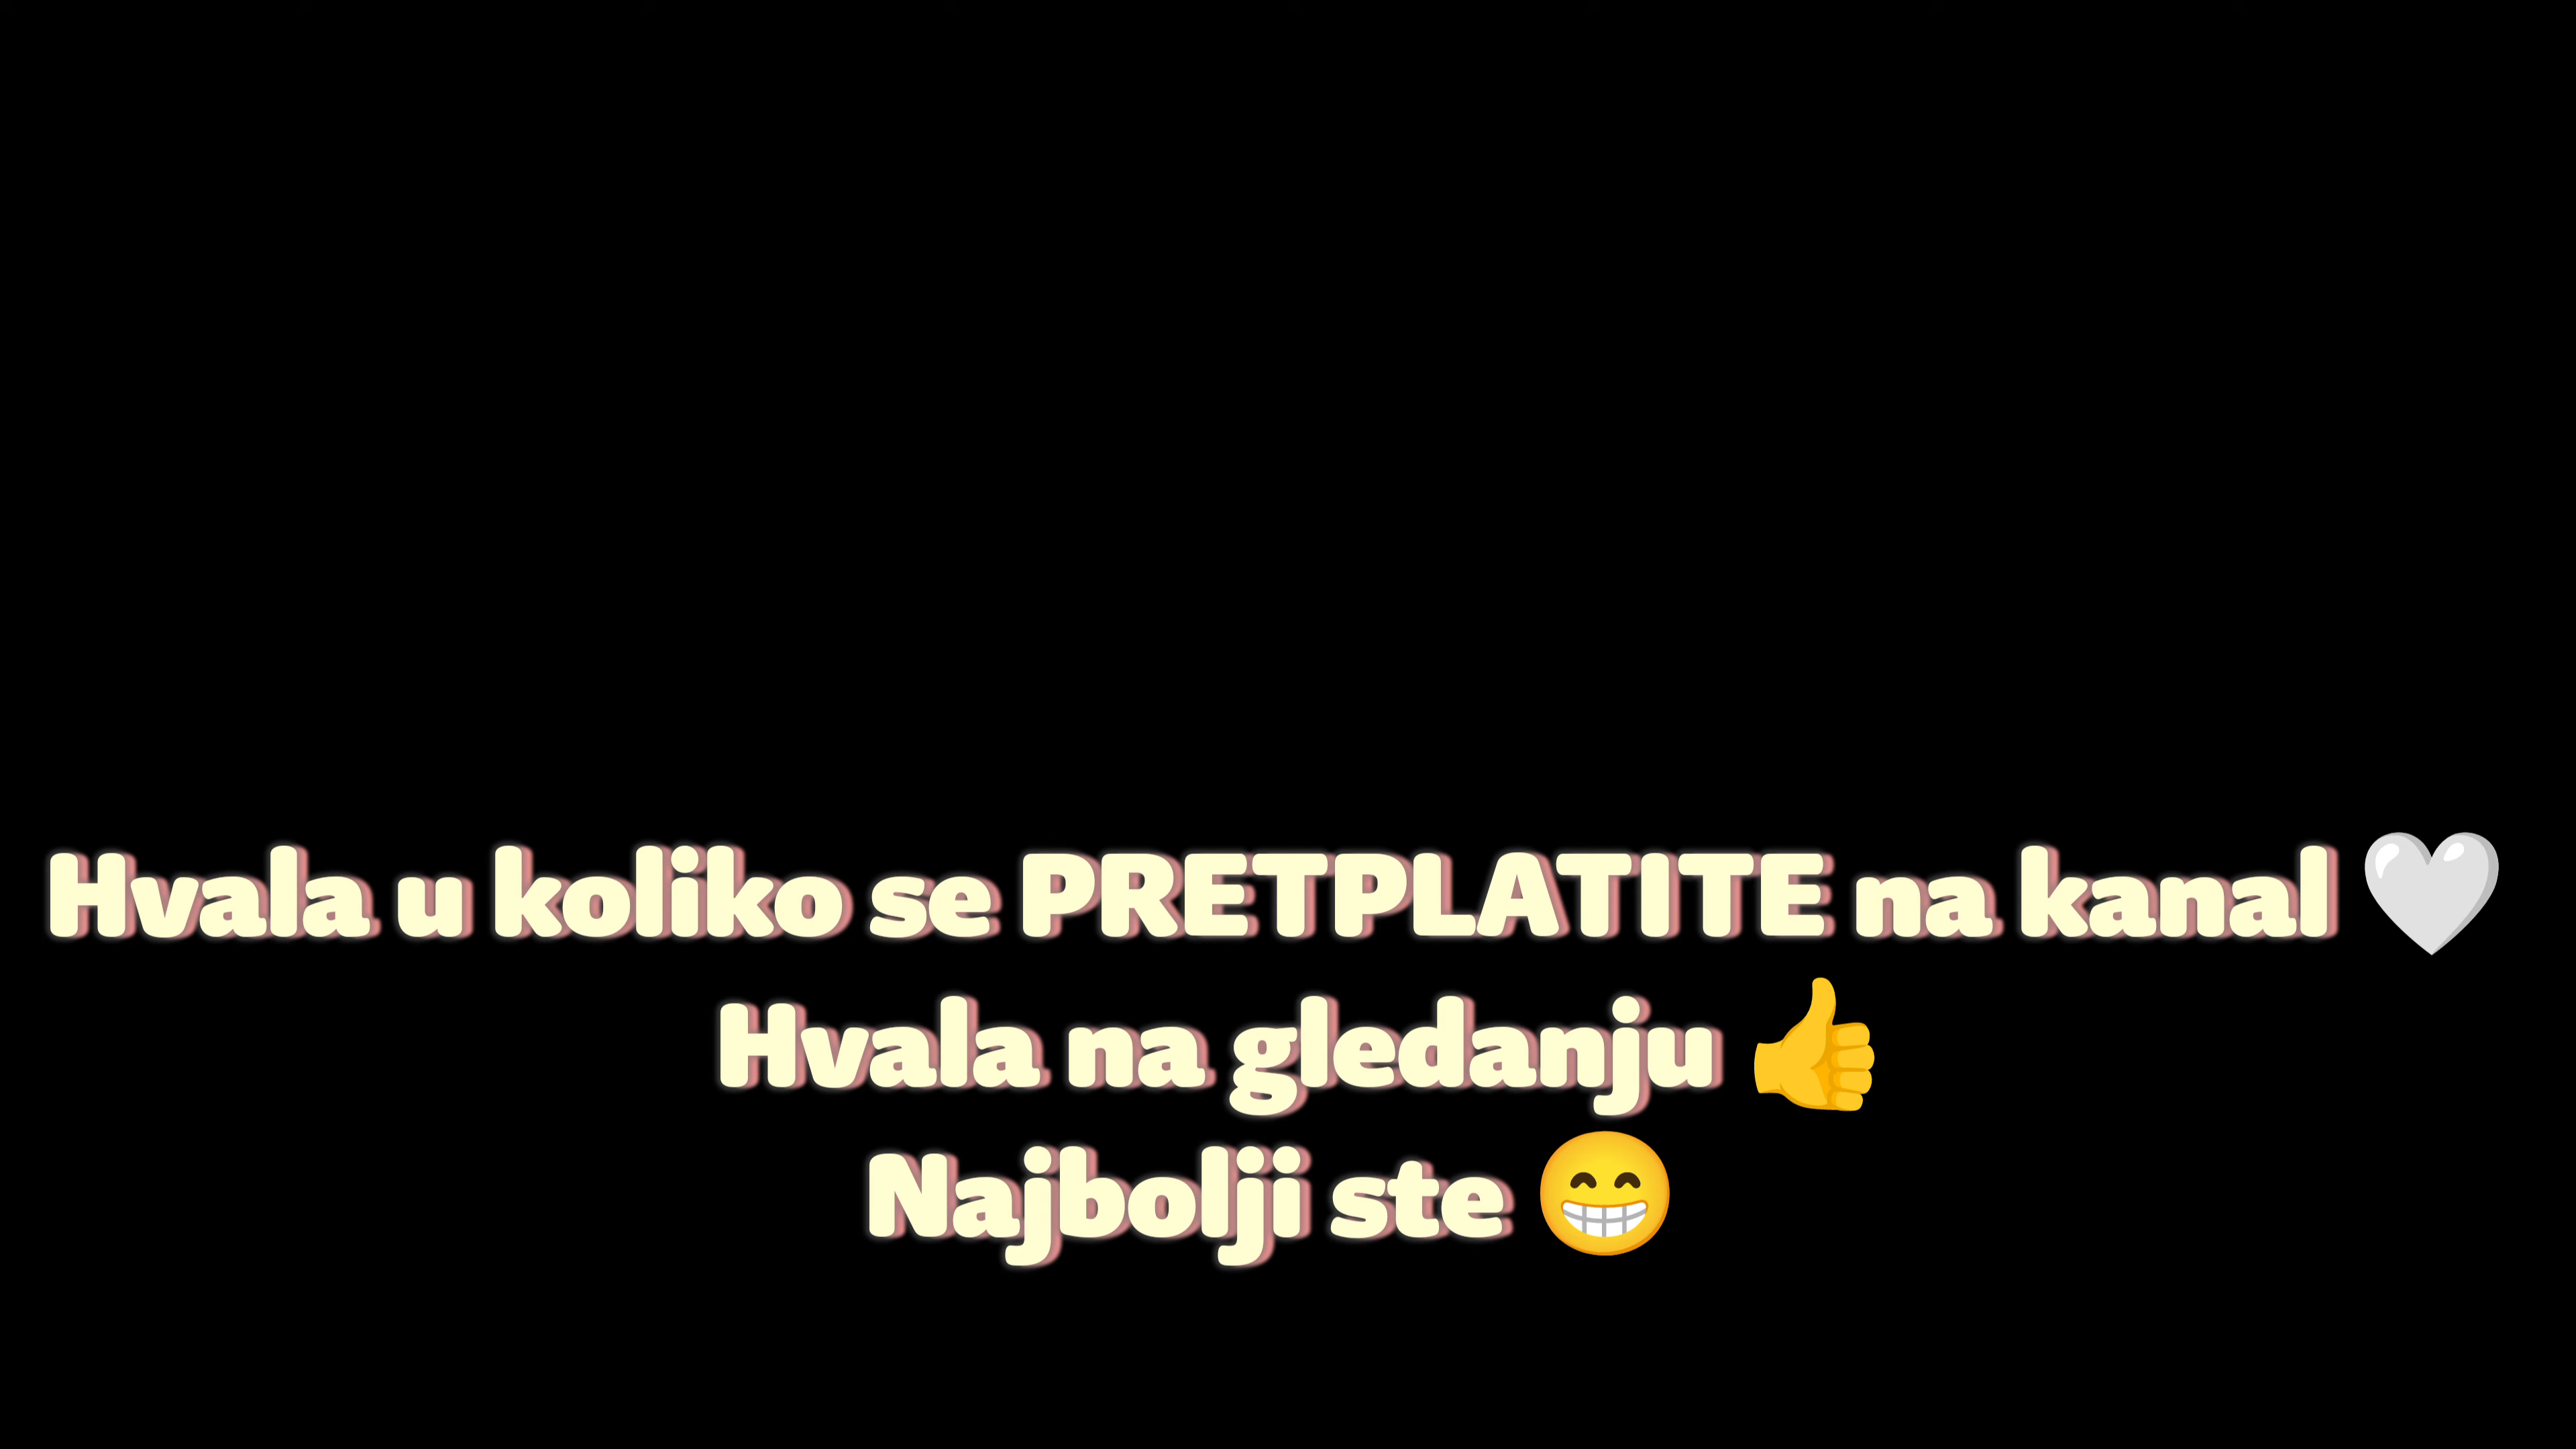 Hvala u koliko se PRETPLATITE na kanal 🤍
Hvala na gledanju 👍
Najbolji ste 😁